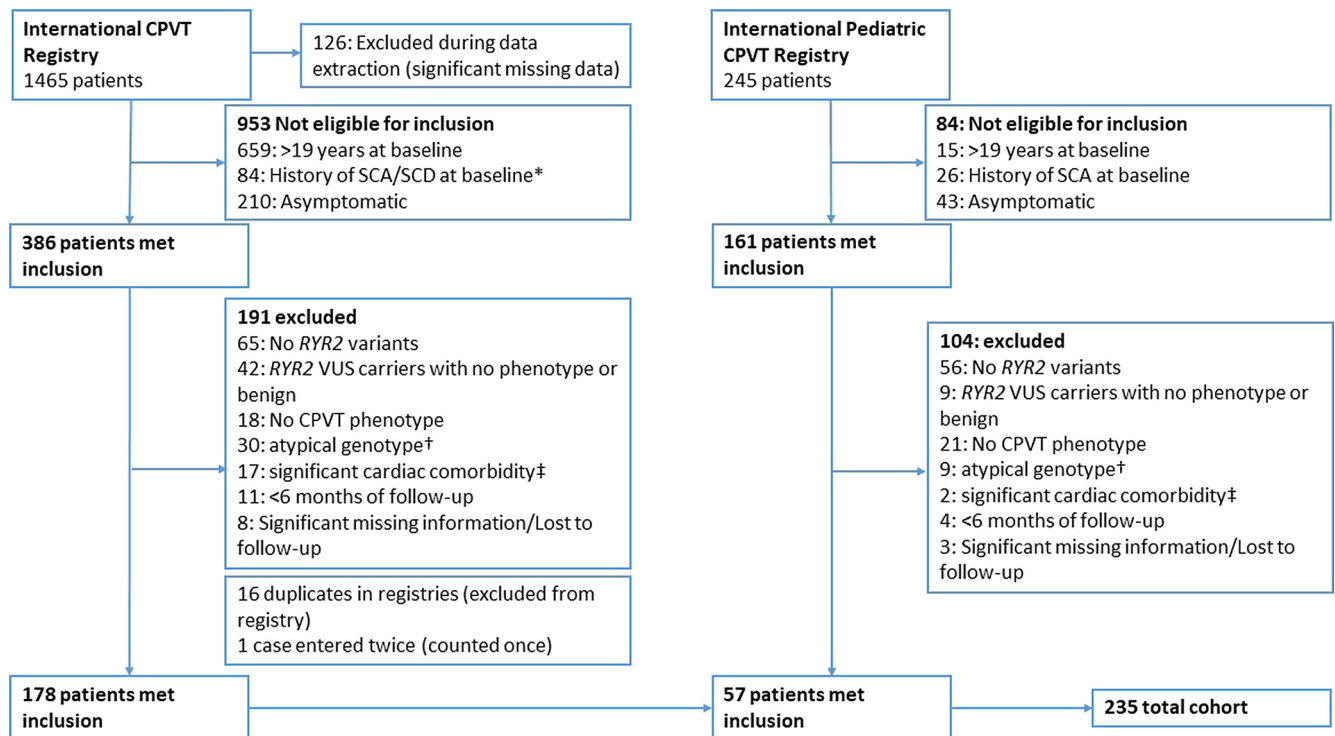 International CPVT
Registry
1465 patients
126: Excluded during data
extraction (significant missing data)
953 Not eligible for inclusion
659: >19 years at baseline
84: History of SCA/SCD at baseline*
210: Asymptomatic
386 patients met
inclusion
191 excluded
65: No RYR2 variants
42: RYR2 VUS carriers with no phenotype or
benign
18: No CPVT phenotype
30: atypical genotype†
17: significant cardiac comorbidity‡
11: <6 months of follow-up
8: Significant missing information/Lost to
follow-up
16 duplicates in registries (excluded from
registry)
1 case entered twice (counted once)
178 patients met
inclusion
International Pediatric
CPVT Registry
245 patients
84: Not eligible for inclusion
15: >19 years at baseline
26: History of SCA at baseline
43: Asymptomatic
161 patients met
inclusion
104: excluded
56: No RYR2 variants
9: RYR2 VUS carriers with no phenotype or
benign
21: No CPVT phenotype
9: atypical genotype†
2: significant cardiac comorbidity‡
4: <6 months of follow-up
3: Significant missing information/Lost to
follow-up
57 patients met
inclusion
235 total cohort